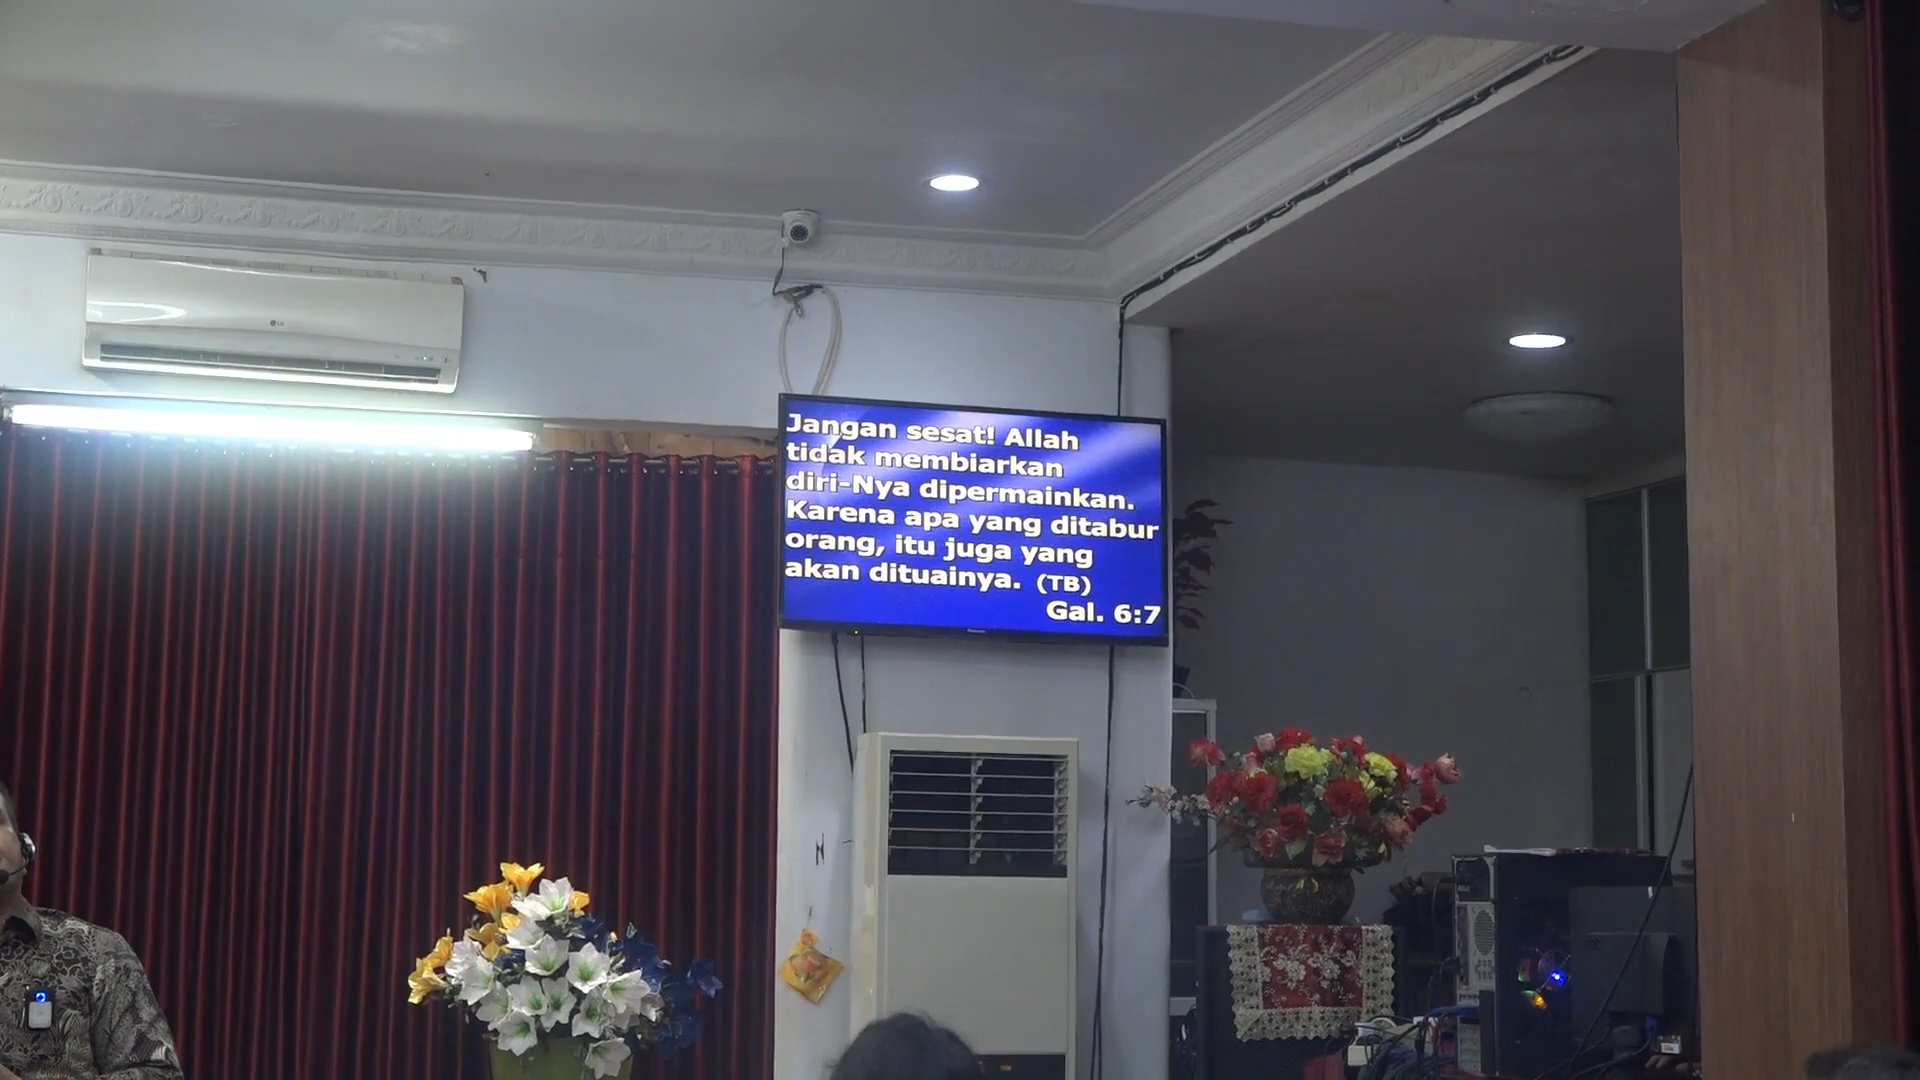 Jangan sesat! Allah
tidak membiarkan
diri-Nya dipermainkan.
Karena apa yang ditabur
orang, itu juga yang
akan dituainya. (TB)
Gal. 6:7
LG